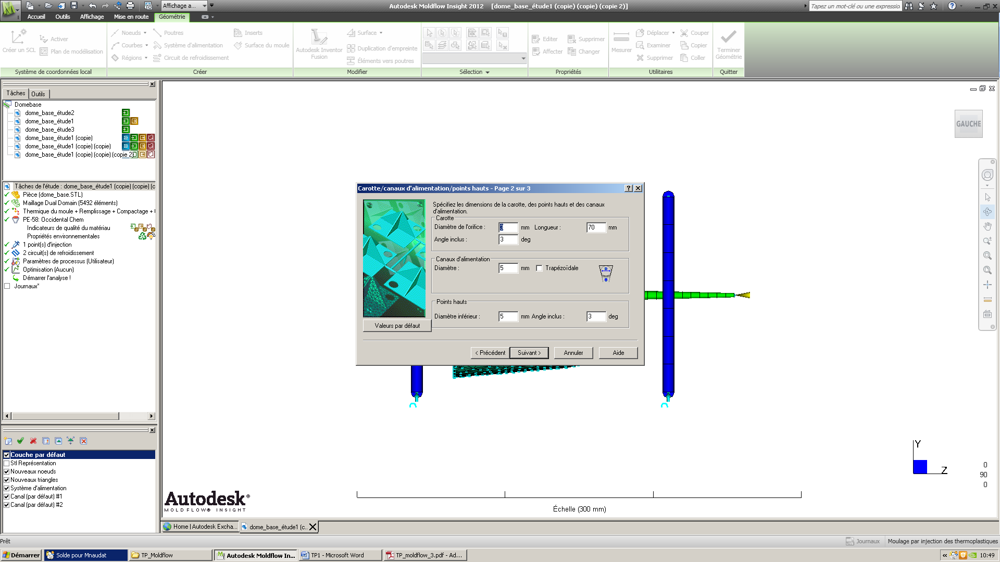 Affichage a...
Autodesk Moldflow Insight 2012 [dome_base_étude1 (copie) (copie) (copie 2)]
Tapez un mot-clé ou une expressio
Accueil Outils Affichage Mise en route Géométrie
Créer un SCL
Activer
Plan de modélisation
Système de coordonnées local
Noeuds
Courbes
Régions
Poutres
Système d'alimentation
Circuit de refroidissement
Inserts
Surface du moule
Créer
Autodesk Inventor
Fusion
Surface
Duplication d'empreinte
Éléments vers poutres
Modifier
Sélection
Editer
Affecter
Supprimer
Changer
Propriétés
Mesurer
Déplacer
Examiner
Supprimer
Couper
Copier
Coller
Utilitaires
Terminer
Géométrie
Quitter
Tâches Outils
Domebase
dome_base_étude2
dome_base_étude1
dome_base_étude3
dome_base_étude1 (copie)
dome_base_étude1 (copie) (copie)
dome_base_étude1 (copie) (copie) (copie 2)
Tâches de l'étude : dome_base_étude1 (copie) (copie) (c
Pièce (dome_base.STL)
Maillage Dual Domain (5492 éléments)
Thermique du moule + Remplissage + Compactage +
PE-58: Occidental Chem
Indicateurs de qualité du matériau
Propriétés environnementales
1 point(s) d'injection
2 circuit(s) de refroidissement
Paramètres de processus (Utilisateur)
Optimisation (Aucun)
Démarrer l'analyse !
Journaux*
Couche par défaut
Stl Représentation
Nouveaux noeuds
Nouveaux triangles
Système d'alimentation
Canal (par défaut) #1
Canal (par défaut) #2
GAUCHE
Carotte/canaux d'alimentation/points hauts - Page 2 sur 3
Spécifiez les dimensions de la carotte, des points hauts et des canaux
d'alimentation.
Carotte
Diamètre de l'orifice : 3 mm Longueur : 70 mm
Angle inclus : 3 deg
Canaux d'alimentation
Diamètre : 5 mm Trapézoïdale
Points hauts
Diamètre inférieur : 5 mm Angle inclus : 3 deg
Valeurs par défaut
< Précédent Suivant > Annuler Aide
Y
Z
0
90
0
Autodesk®
MOLDFLOW® INSIGHT
Échelle (300 mm)
Home | Autodesk Excha... dome_base_étude1 (c...
Prêt
Journaux Moulage par injection des thermoplastiques
Démarrer Solde pour Mnaudat TP_Moldflow Autodesk Moldflow In... TP1 - Microsoft Word TP_moldflow_3.pdf - Ad... « 10:49